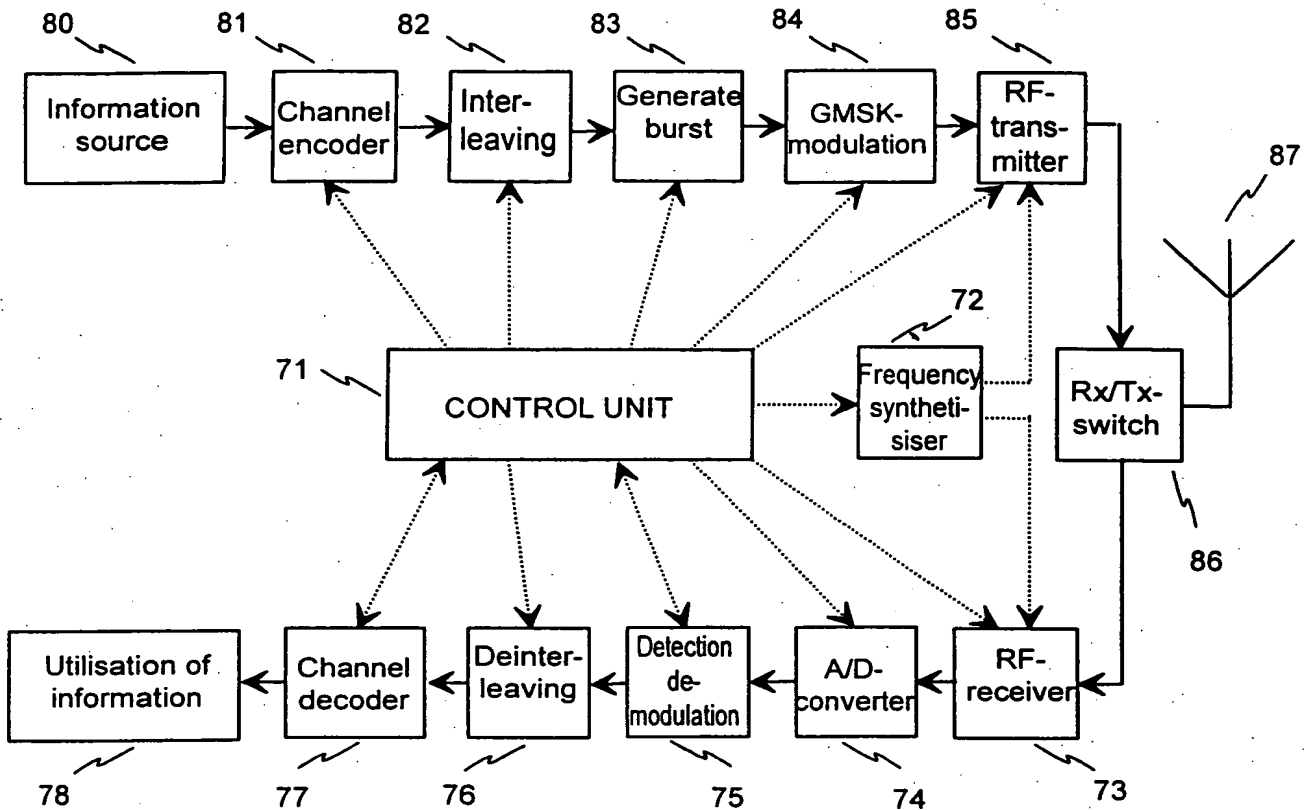 80
81
82
83
84
85
Information
source
Channel
encoder
Inter-
leaving
Generate
burst
GMSK-
modulation
RF-
trans-
mitter
87
72
71
CONTROL UNIT
Frequency
syntheti-
siser
Rx/Tx-
switch
86
Utilisation of
information
Channel
decoder
Deinter-
leaving
Detection
de-
modulation
A/D-
converter
RF-
receiver
78
77
76
75
74
73